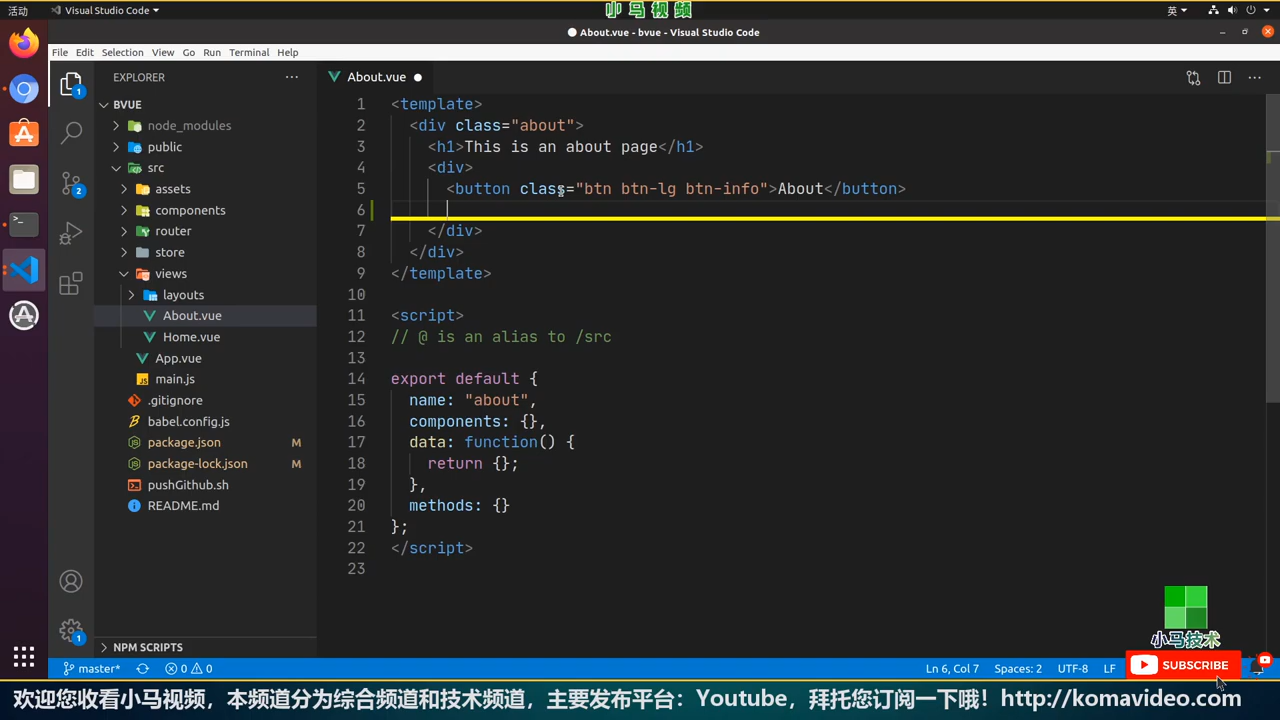 活动
Visual Studio Code
小马视频
英
About.vue - bvue - Visual Studio Code
File Edit Selection View Go Run Terminal Help
EXPLORER
BVUE
node_modules
public
src
assets
components
router
store
views
layouts
About.vue
Home.vue
App.vue
main.js
.gitignore
babel.config.js
package.json M
package-lock.json M
pushGithub.sh
README.md
NPM SCRIPTS
1
2
1
1
About.vue
1 <template>
2 <div class="about">
3 <h1>This is an about page</h1>
4 <div>
5 <button class="btn btn-lg btn-info">About</button>
6
7 </div>
8 </div>
9 </template>
10
11 <script>
12 // @ is an alias to /src
13
14 export default {
15 name: "about",
16 components: {},
17 data: function() {
18 return {};
19 },
20 methods: {}
21 };
22 </script>
23
小马技术
SUBSCRIBE
master* 0 0 Ln 6, Col 7 Spaces: 2 UTF-8 LF
欢迎您收看小马视频，本频道分为综合频道和技术频道，主要发布平台：Youtube，拜托您订阅一下哦！http://komavideo.com